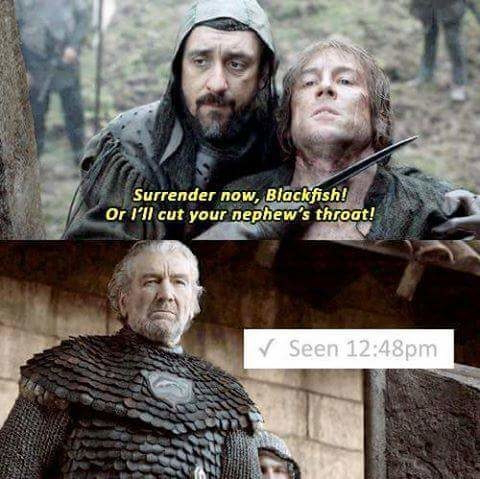 Surrender now, Blackfish!
Or I'll cut your nephew's throat!
✓ Seen 12:48pm